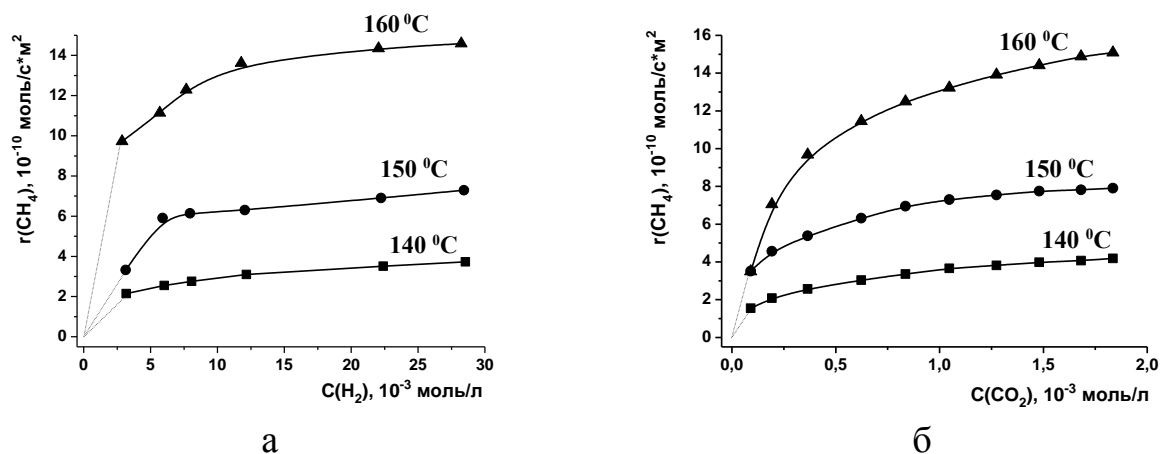 160 ⁰C
150 ⁰C
140 ⁰C
r(CH₄), 10⁻¹⁰ моль/с*м²
14
12
10
8
6
4
2
0
0 5 10 15 20 25 30
C(H₂), 10⁻³ моль/л
а
160 ⁰C
150 ⁰C
140 ⁰C
r(CH₄), 10⁻¹⁰ моль/с*м²
16
14
12
10
8
6
4
2
0
0,0 0,5 1,0 1,5 2,0
C(CO₂), 10⁻³ моль/л
б